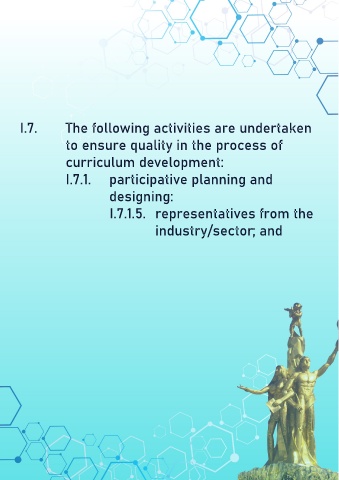 I.7. The following activities are undertaken
to ensure quality in the process of
curriculum development:
I.7.1. participative planning and
designing:
I.7.1.5. representatives from the
industry/sector; and